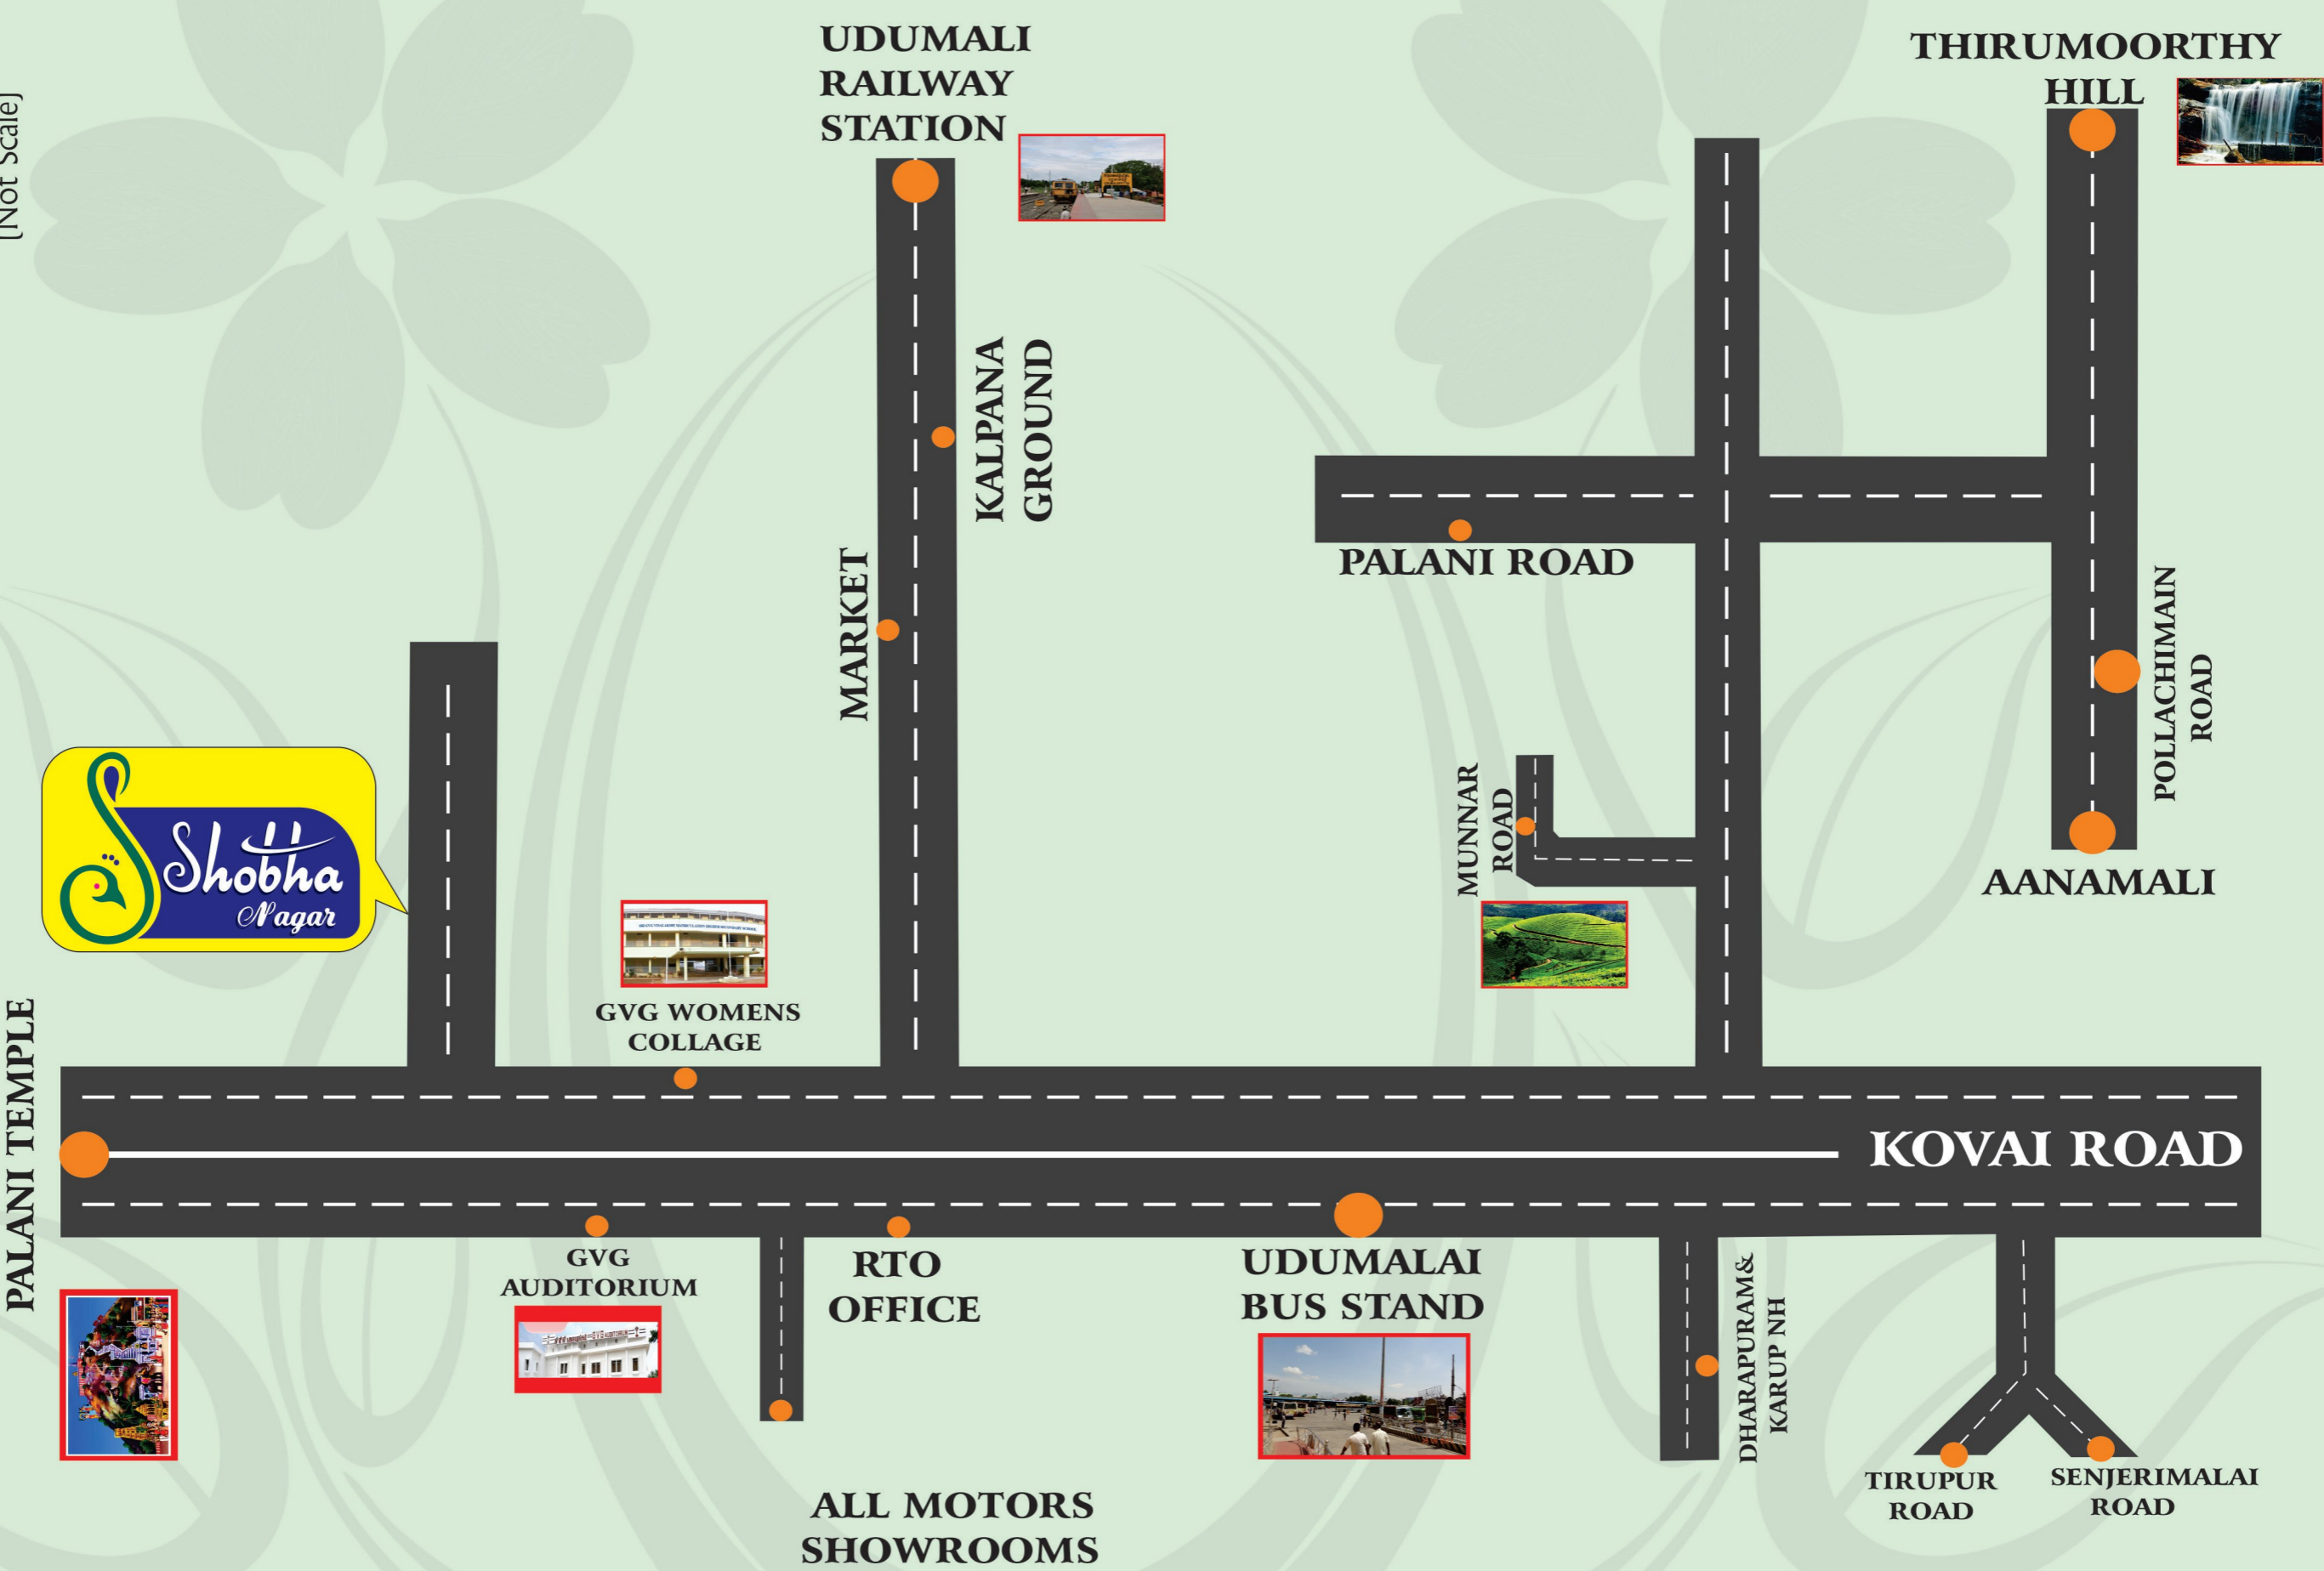 [Not Scale]
UDUMALI
RAILWAY
STATION
THIRUMOORTHY
HILL
KALPANA
GROUND
MARKET
PALANI ROAD
POLLACHIMAIN
ROAD
MUNNAR
ROAD
AANAMALI
Shobha
Nagar
GVG WOMENS
COLLAGE
PALANI TEMPLE
KOVAI ROAD
GVG
AUDITORIUM
RTO
OFFICE
UDUMALAI
BUS STAND
DHARAPURAM&
KARUP NH
TIRUPUR
ROAD
SENJERIMALAI
ROAD
ALL MOTORS
SHOWROOMS